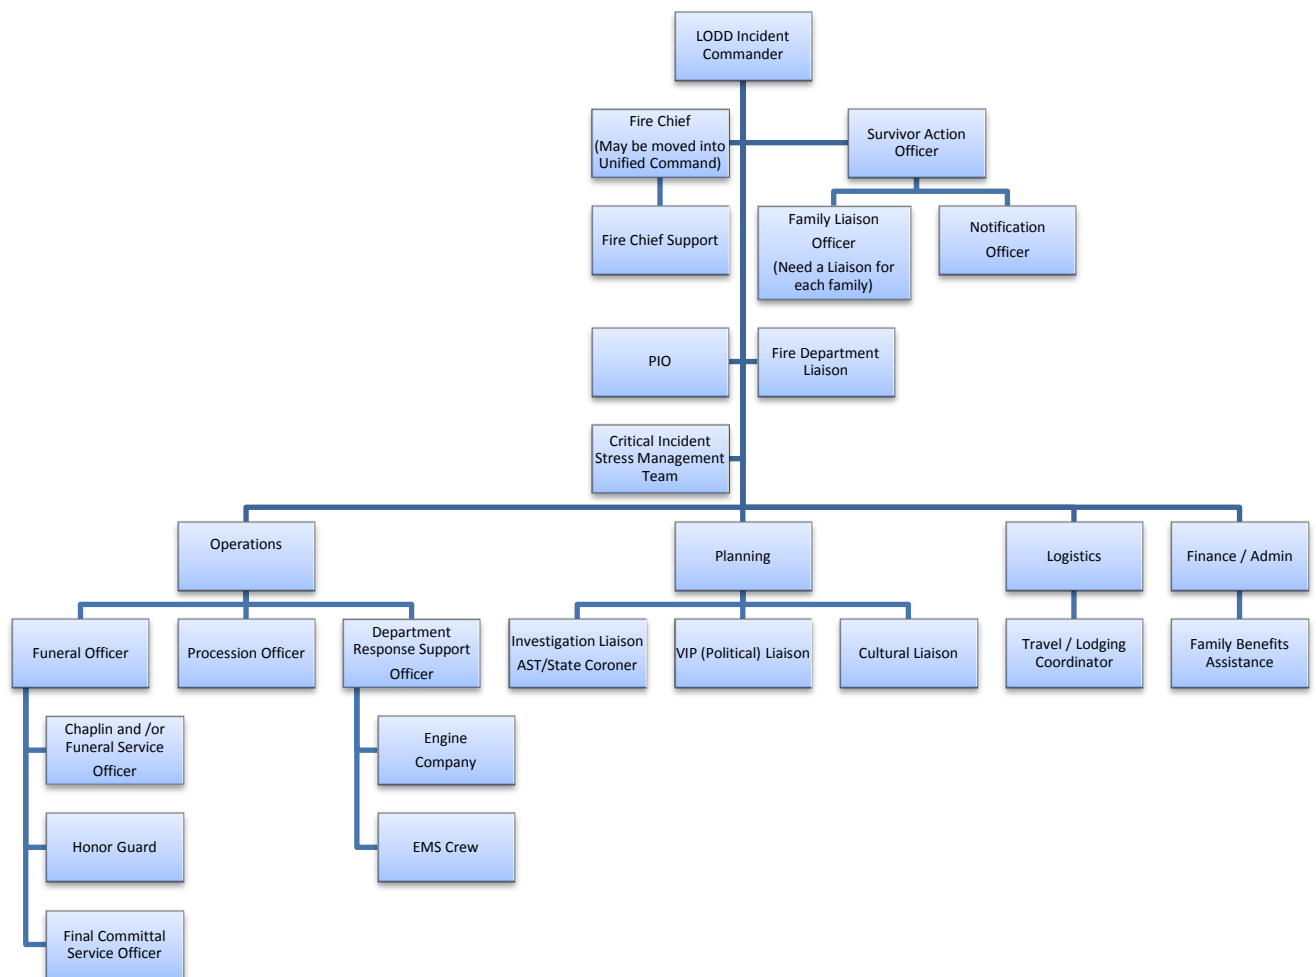 LODD Incident
Commander
Fire Chief
(May be moved into
Unified Command)
Survivor Action
Officer
Fire Chief Support
Family Liaison
Officer
(Need a Liaison for
each family)
Notification
Officer
PIO
Fire Department
Liaison
Critical Incident
Stress Management
Team
Operations
Planning
Logistics
Finance / Admin
Funeral Officer
Procession Officer
Department
Response Support
Officer
Investigation Liaison
AST/State Coroner
VIP (Political) Liaison
Cultural Liaison
Travel / Lodging
Coordinator
Family Benefits
Assistance
Chaplin and /or
Funeral Service
Officer
Engine
Company
Honor Guard
EMS Crew
Final Committal
Service Officer